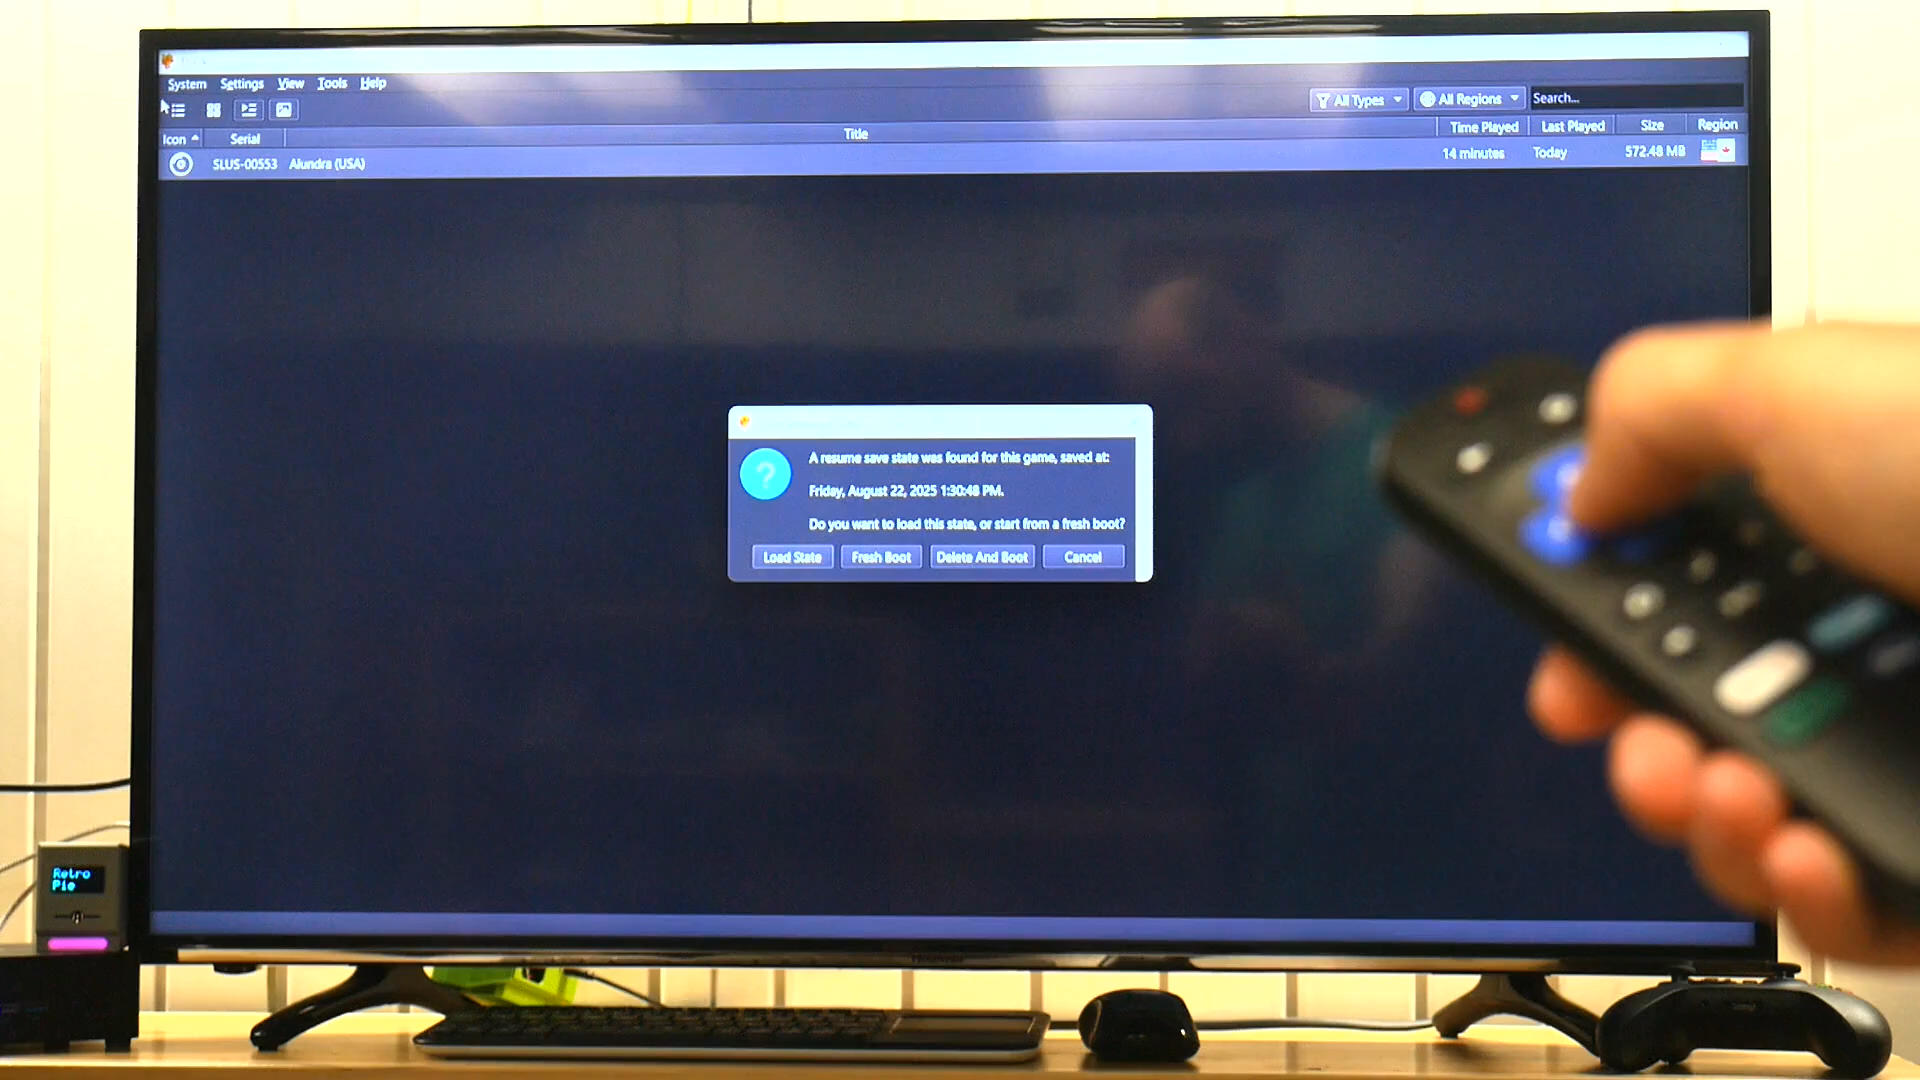 System Settings View Tools Help
All Types All Regions Search...
Icon Serial Title Time Played Last Played Size Region
SLUS-00553 Alundra (USA) 14 minutes Today 572.48 MB
A resume save state was found for this game, saved at:
Friday, August 22, 2025 1:30:48 PM.
Do you want to load this state, or start from a fresh boot?
Load State Fresh Boot Delete And Boot Cancel
Retro
Pie